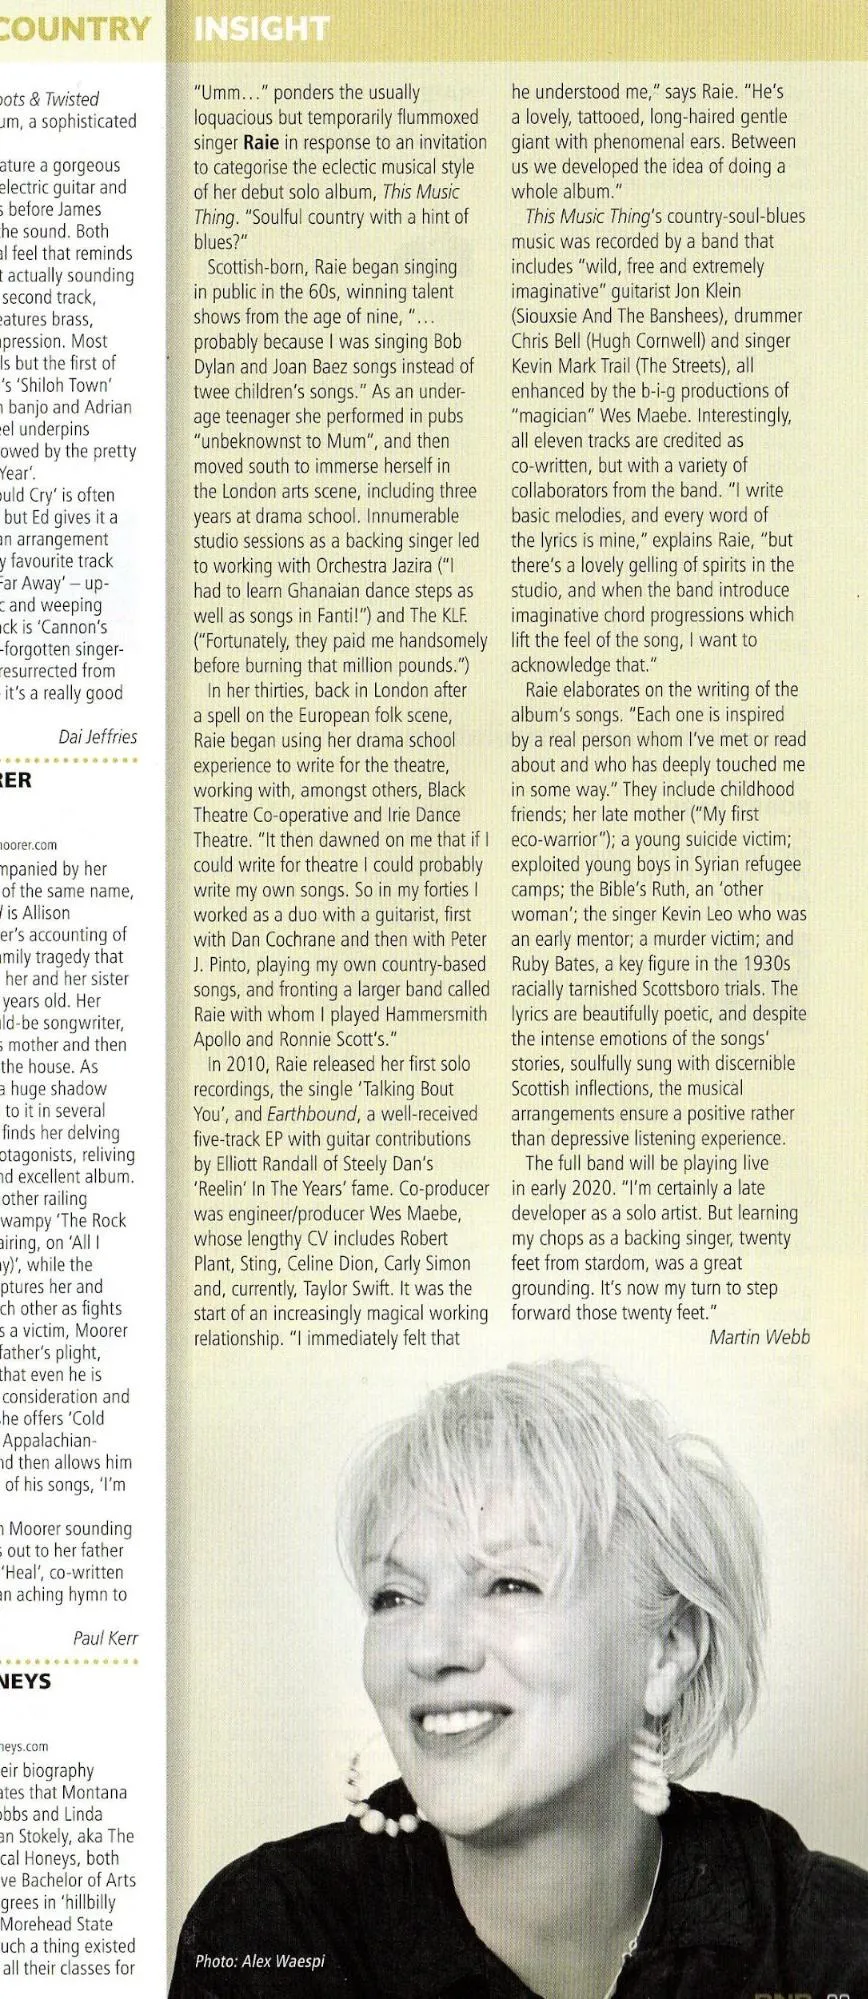 COUNTRY
oots & Twisted
um, a sophisticated
ature a gorgeous
electric guitar and
s before James
the sound. Both
al feel that reminds
t actually sounding
second track,
eatures brass,
pression. Most
ls but the first of
's 'Shiloh Town'
n banjo and Adrian
eel underpins
owed by the pretty
Year'.
ould Cry' is often
but Ed gives it a
an arrangement
y favourite track
Far Away' – up-
c and weeping
ck is 'Cannon's
-forgotten singer-
resurrected from
it's a really good
Dai Jeffries
RER
moorer.com
mpanied by her
of the same name,
is Allison
er's accounting of
mily tragedy that
her and her sister
years old. Her
ld-be songwriter,
s mother and then
the house. As
a huge shadow
to it in several
finds her delving
otagonists, reliving
nd excellent album.
other railing
wampy 'The Rock
airing, on 'All I
y)', while the
ptures her and
ch other as fights
s a victim, Moorer
father's plight,
that even he is
consideration and
he offers 'Cold
Appalachian-
nd then allows him
of his songs, 'I'm
n Moorer sounding
s out to her father
'Heal', co-written
an aching hymn to
Paul Kerr
NEYS
neys.com
eir biography
ates that Montana
obbs and Linda
an Stokely, aka The
cal Honeys, both
ve Bachelor of Arts
grees in 'hillbilly
Morehead State
uch a thing existed
all their classes for
INSIGHT
"Umm…" ponders the usually
loquacious but temporarily flummoxed
singer Raie in response to an invitation
to categorise the eclectic musical style
of her debut solo album, This Music
Thing. "Soulful country with a hint of
blues?"
Scottish-born, Raie began singing
in public in the 60s, winning talent
shows from the age of nine, "…
probably because I was singing Bob
Dylan and Joan Baez songs instead of
twee children's songs." As an under-
age teenager she performed in pubs
"unbeknownst to Mum", and then
moved south to immerse herself in
the London arts scene, including three
years at drama school. Innumerable
studio sessions as a backing singer led
to working with Orchestra Jazira ("I
had to learn Ghanaian dance steps as
well as songs in Fanti!") and The KLF.
("Fortunately, they paid me handsomely
before burning that million pounds.")
In her thirties, back in London after
a spell on the European folk scene,
Raie began using her drama school
experience to write for the theatre,
working with, amongst others, Black
Theatre Co-operative and Irie Dance
Theatre. "It then dawned on me that if I
could write for theatre I could probably
write my own songs. So in my forties I
worked as a duo with a guitarist, first
with Dan Cochrane and then with Peter
J. Pinto, playing my own country-based
songs, and fronting a larger band called
Raie with whom I played Hammersmith
Apollo and Ronnie Scott's."
In 2010, Raie released her first solo
recordings, the single 'Talking Bout
You', and Earthbound, a well-received
five-track EP with guitar contributions
by Elliott Randall of Steely Dan's
'Reelin' In The Years' fame. Co-producer
was engineer/producer Wes Maebe,
whose lengthy CV includes Robert
Plant, Sting, Celine Dion, Carly Simon
and, currently, Taylor Swift. It was the
start of an increasingly magical working
relationship. "I immediately felt that
he understood me," says Raie. "He's
a lovely, tattooed, long-haired gentle
giant with phenomenal ears. Between
us we developed the idea of doing a
whole album."
This Music Thing's country-soul-blues
music was recorded by a band that
includes "wild, free and extremely
imaginative" guitarist Jon Klein
(Siouxsie And The Banshees), drummer
Chris Bell (Hugh Cornwell) and singer
Kevin Mark Trail (The Streets), all
enhanced by the b-i-g productions of
"magician" Wes Maebe. Interestingly,
all eleven tracks are credited as
co-written, but with a variety of
collaborators from the band. "I write
basic melodies, and every word of
the lyrics is mine," explains Raie, "but
there's a lovely gelling of spirits in the
studio, and when the band introduce
imaginative chord progressions which
lift the feel of the song, I want to
acknowledge that."
Raie elaborates on the writing of the
album's songs. "Each one is inspired
by a real person whom I've met or read
about and who has deeply touched me
in some way." They include childhood
friends; her late mother ("My first
eco-warrior"); a young suicide victim;
exploited young boys in Syrian refugee
camps; the Bible's Ruth, an 'other
woman'; the singer Kevin Leo who was
an early mentor; a murder victim; and
Ruby Bates, a key figure in the 1930s
racially tarnished Scottsboro trials. The
lyrics are beautifully poetic, and despite
the intense emotions of the songs'
stories, soulfully sung with discernible
Scottish inflections, the musical
arrangements ensure a positive rather
than depressive listening experience.
The full band will be playing live
in early 2020. "I'm certainly a late
developer as a solo artist. But learning
my chops as a backing singer, twenty
feet from stardom, was a great
grounding. It's now my turn to step
forward those twenty feet."
Martin Webb
Photo: Alex Waespi